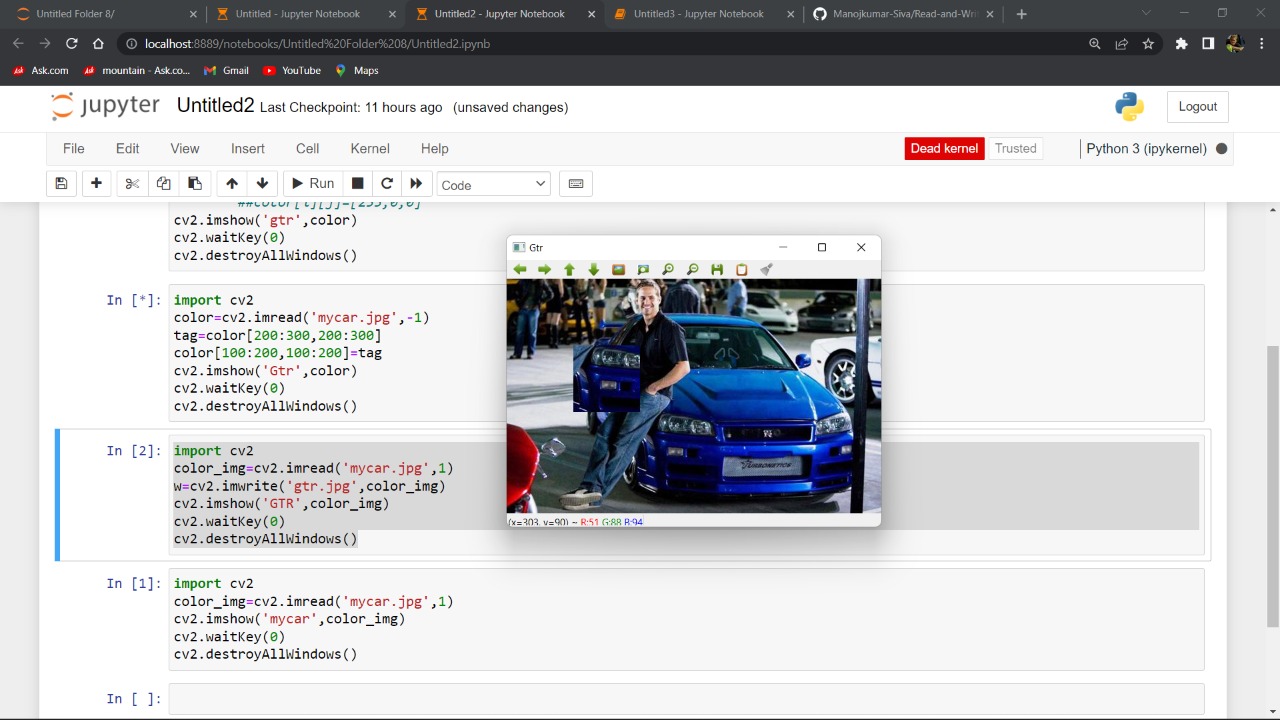 Untitled Folder 8/
Untitled - Jupyter Notebook
Untitled2 - Jupyter Notebook
Untitled3 - Jupyter Notebook
Manojkumar-Siva/Read-and-Wri
localhost:8889/notebooks/Untitled%20Folder%208/Untitled2.ipynb
Ask.com
mountain - Ask.co...
Gmail
YouTube
Maps
jupyter Untitled2 Last Checkpoint: 11 hours ago (unsaved changes)
Logout
File Edit View Insert Cell Kernel Help
Dead kernel Trusted Python 3 (ipykernel)
Run Code
##color[i][j]=[255,0,0]
cv2.imshow('gtr',color)
cv2.waitKey(0)
cv2.destroyAllWindows()
In [*]: import cv2
color=cv2.imread('mycar.jpg',-1)
tag=color[200:300,200:300]
color[100:200,100:200]=tag
cv2.imshow('Gtr',color)
cv2.waitKey(0)
cv2.destroyAllWindows()
Gtr
TURBONETICS
(x=303, y=90) ~ R:51 G:88 B:94
In [2]: import cv2
color_img=cv2.imread('mycar.jpg',1)
w=cv2.imwrite('gtr.jpg',color_img)
cv2.imshow('GTR',color_img)
cv2.waitKey(0)
cv2.destroyAllWindows()
In [1]: import cv2
color_img=cv2.imread('mycar.jpg',1)
cv2.imshow('mycar',color_img)
cv2.waitKey(0)
cv2.destroyAllWindows()
In [ ]: